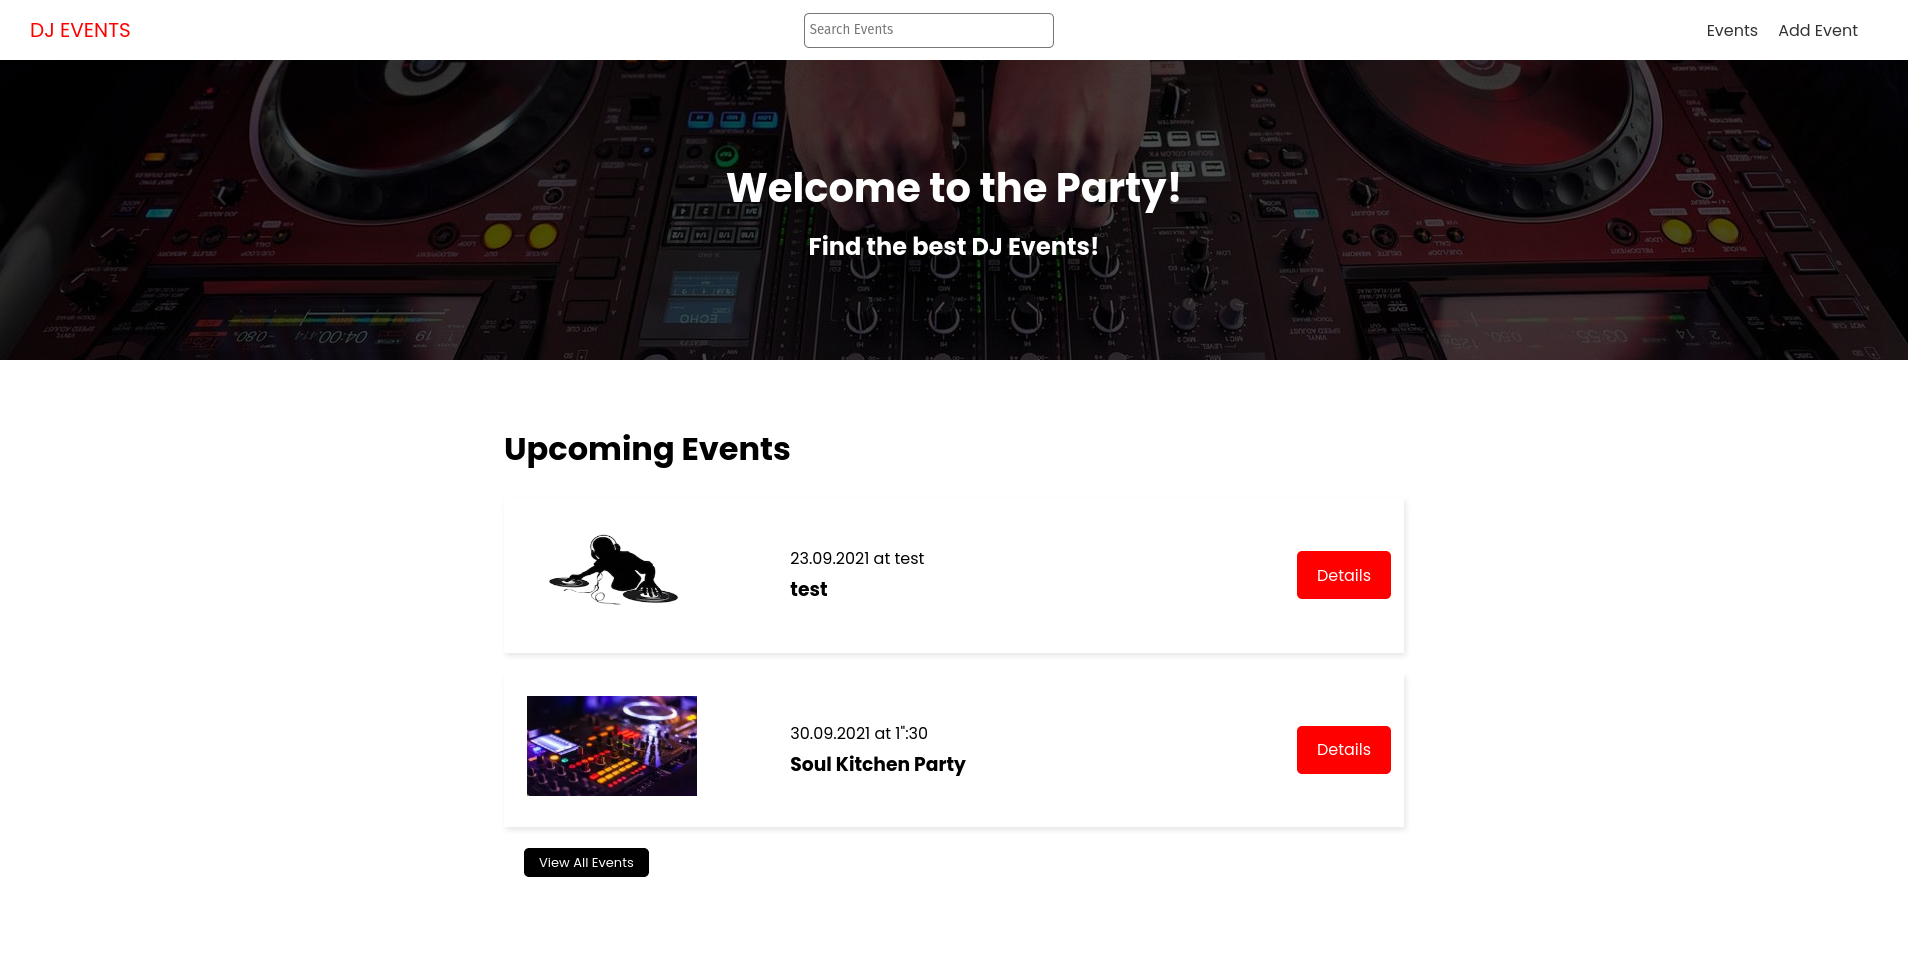 DJ EVENTS
Search Events
Events
Add Event
Welcome to the Party!
Find the best DJ Events!
ECHO
Upcoming Events
23.09.2021 at test
test
Details
30.09.2021 at 1":30
Soul Kitchen Party
Details
View All Events